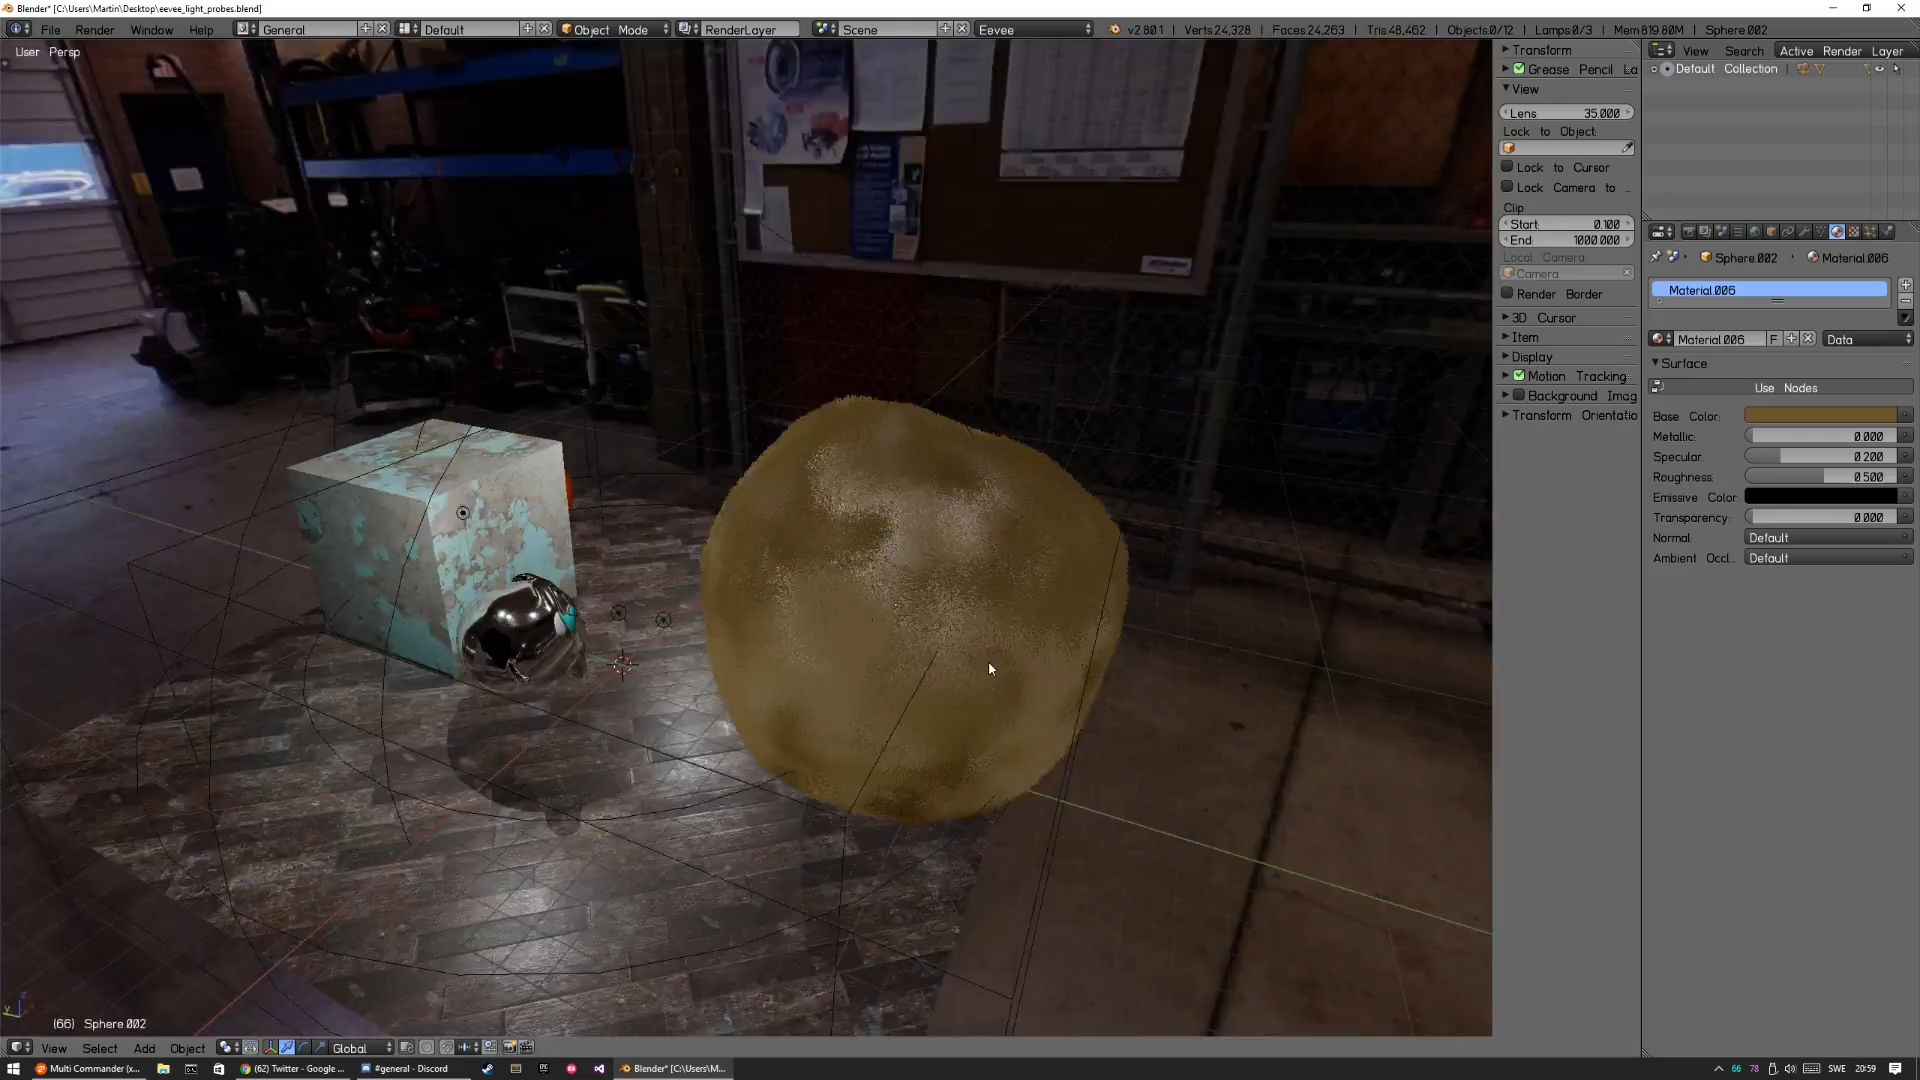 Blender* [C:\Users\Martin\Desktop\eevee_light_probes.blend]
File Render Window Help General Default Object Mode RenderLayer Scene Eevee v2.80.1 | Verts:24,328 | Faces:24,263 | Tris:48,462 | Objects:0/12 | Lamps:0/3 | Mem:819.80M | Sphere.002
User Persp
Transform
Grease Pencil La
View
Lens: 35.000
Lock to Object:
Lock to Cursor
Lock Camera to ...
Clip:
Start: 0.100
End: 1000.000
Local Camera:
Camera
Render Border
3D Cursor
Item
Display
Motion Tracking
Background Imag
Transform Orientatio
View Search Active Render Layer
Default Collection
Sphere.002 Material.006
Material.006
Material.006 F Data
Surface
Use Nodes
Base Color:
Metallic: 0.000
Specular: 0.200
Roughness: 0.500
Emissive Color:
Transparency: 0.000
Normal: Default
Ambient Occl.: Default
(66) Sphere.002
View Select Add Object Global
Multi Commander (x... (62) Twitter - Google ... #general - Discord Blender* [C:\Users\M... 66 78 SWE 20:59